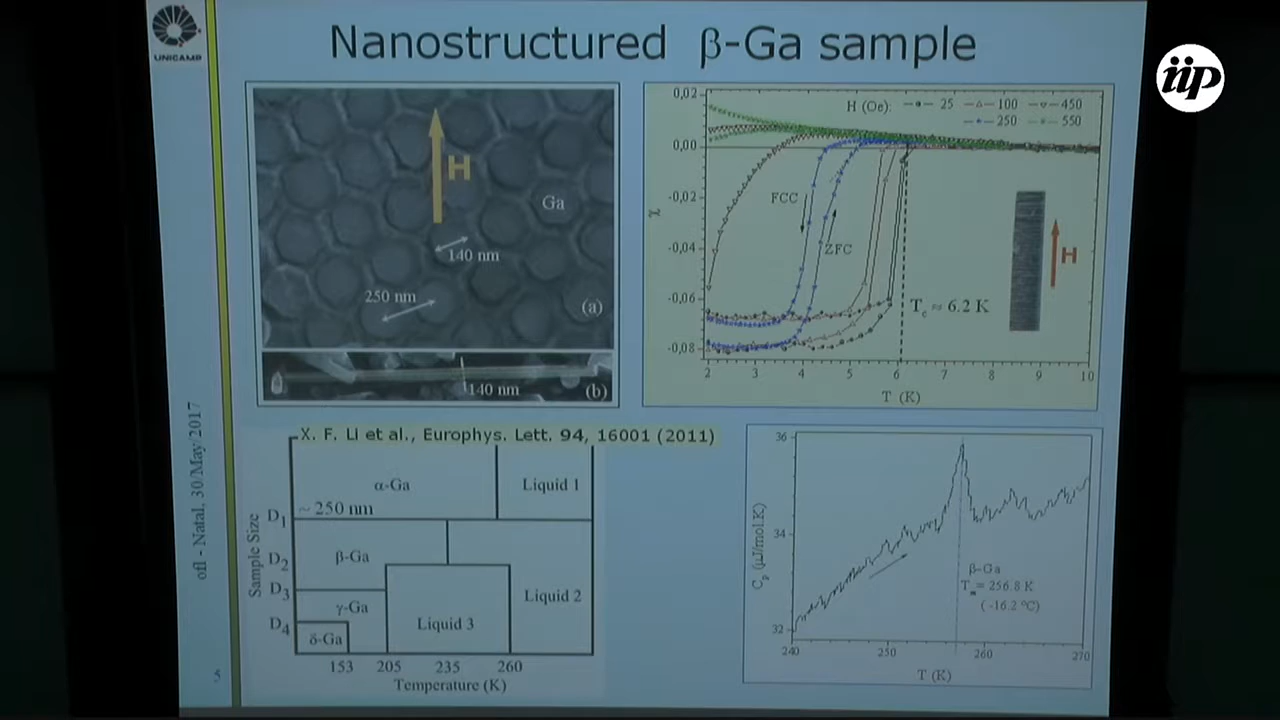 UNICAMP
Nanostructured β-Ga sample
iip
H
Ga
140 nm
250 nm
(a)
140 nm
(b)
H (Oe): 25 100 450
250 550
0,02
0,00
-0,02
-0,04
-0,06
-0,08
χ
FCC
ZFC
H
Tc ≈ 6.2 K
2 3 4 5 6 7 8 9 10
T (K)
X. F. LI et al., Europhys. Lett. 94, 16001 (2011)
α-Ga
Liquid 1
~ 250 nm
D1
β-Ga
D2
Liquid 2
D3
γ-Ga
D4
Liquid 3
δ-Ga
Sample Size
153 205 235 260
Temperature (K)
36
34
32
Cp (μJ/mol.K)
β-Ga
Tm = 256.8 K
(-16.2 ºC)
240 250 260 270
T (K)
ofl - Natal, 30/May/2017
5